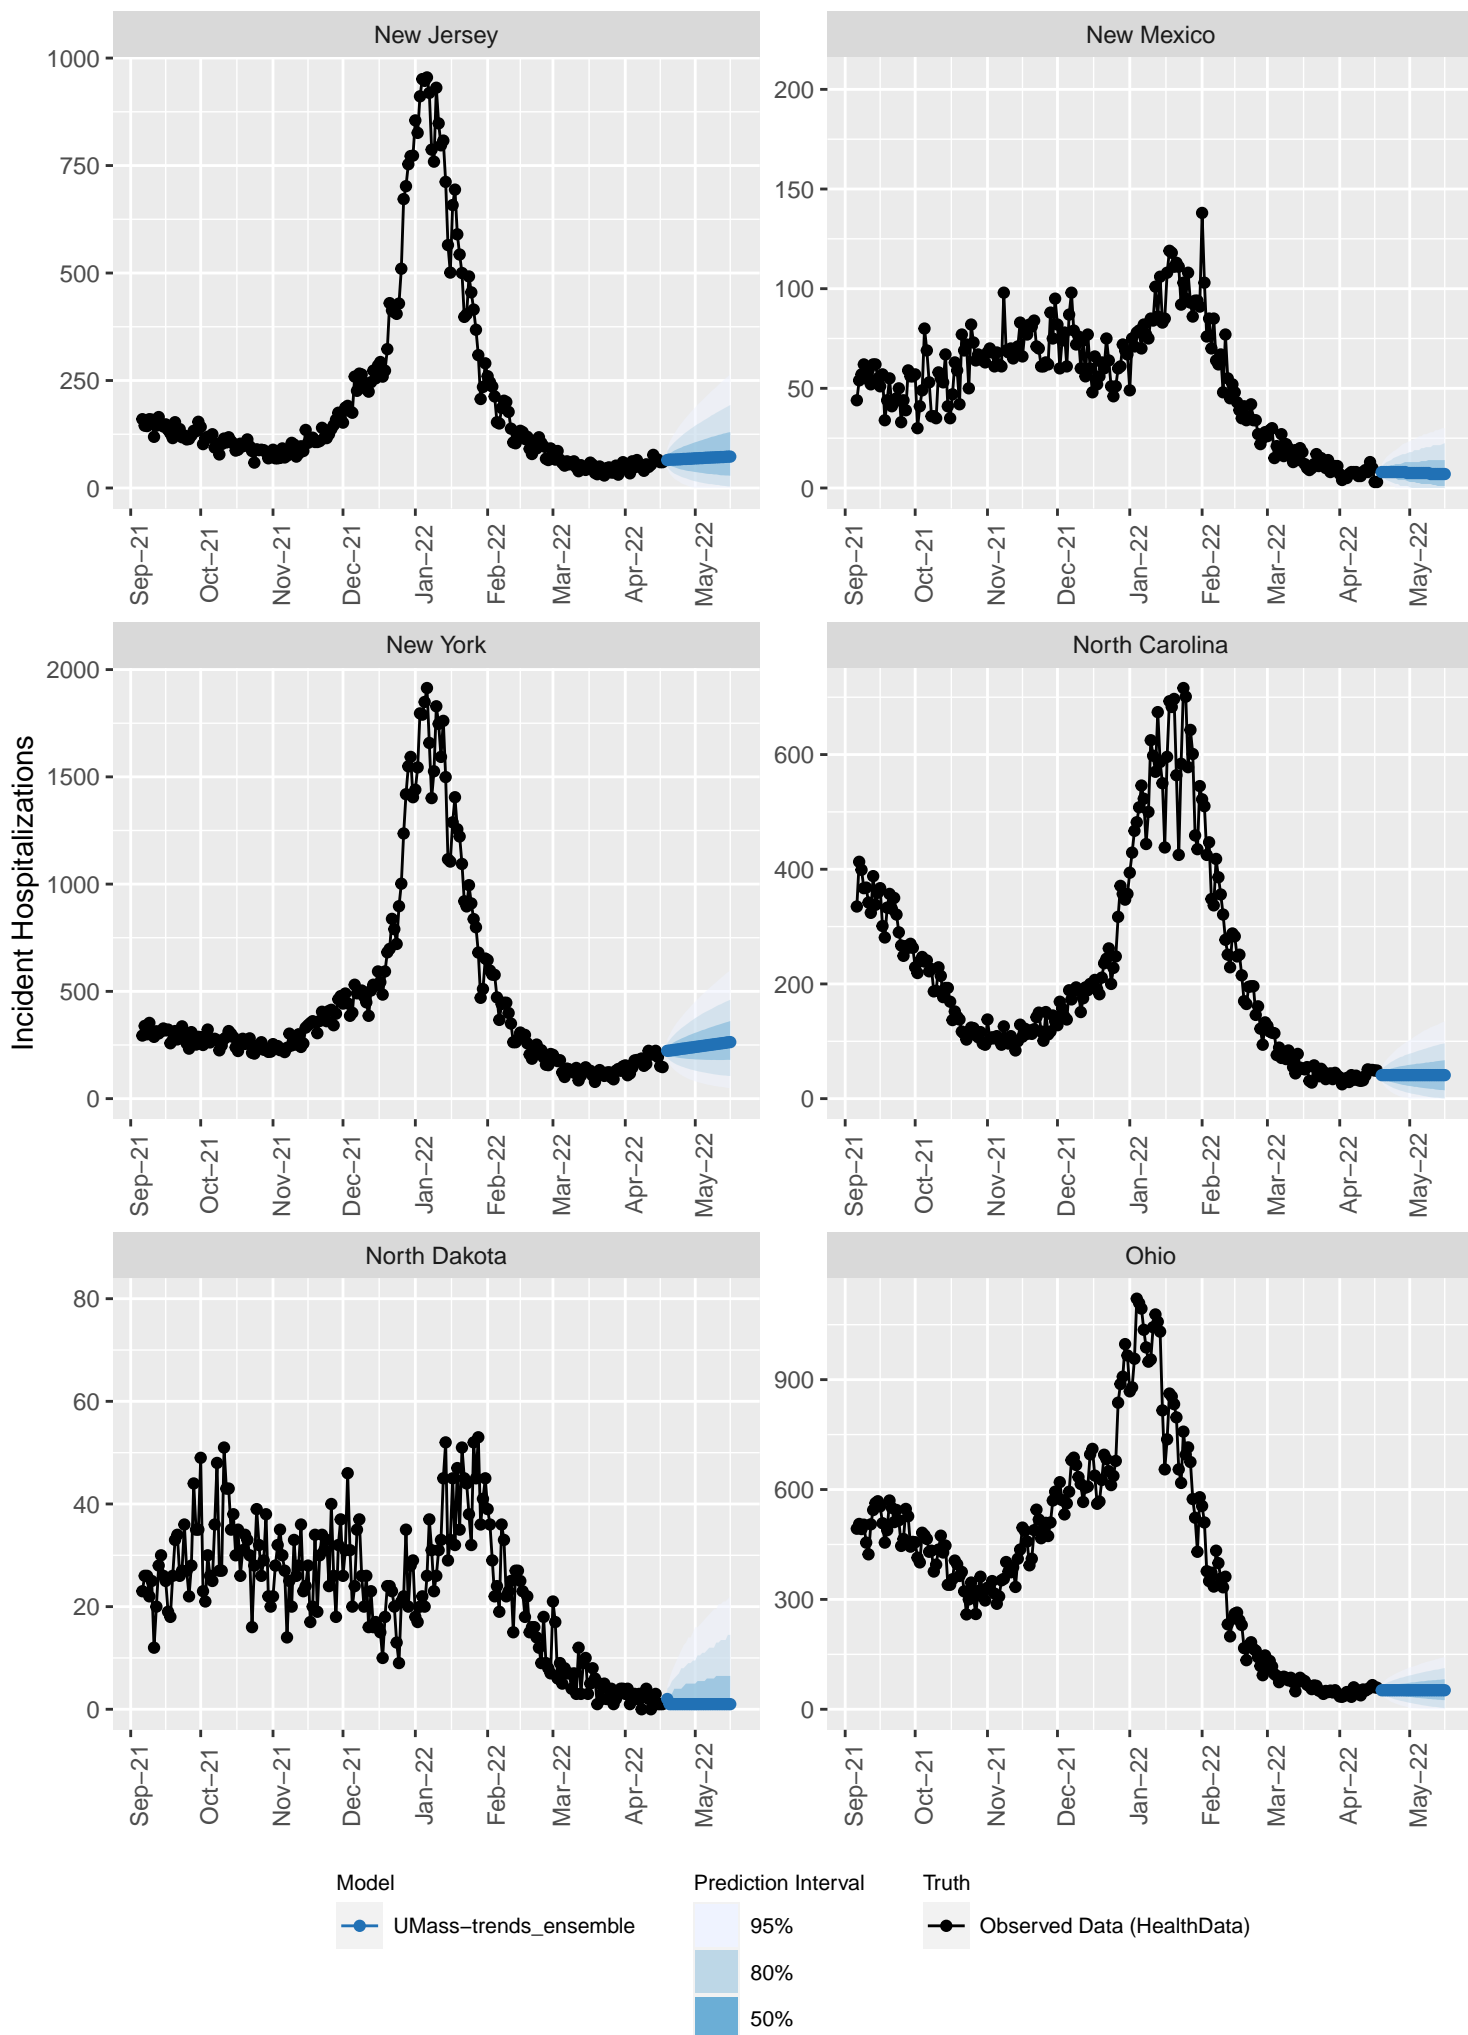 New Jersey
New Mexico
1000
750
500
250
0
200
150
100
50
0
Sep−21
Oct−21
Nov−21
Dec−21
Jan−22
Feb−22
Mar−22
Apr−22
May−22
Sep−21
Oct−21
Nov−21
Dec−21
Jan−22
Feb−22
Mar−22
Apr−22
May−22
Incident Hospitalizations
New York
North Carolina
2000
1500
1000
500
0
600
400
200
0
Sep−21
Oct−21
Nov−21
Dec−21
Jan−22
Feb−22
Mar−22
Apr−22
May−22
Sep−21
Oct−21
Nov−21
Dec−21
Jan−22
Feb−22
Mar−22
Apr−22
May−22
North Dakota
Ohio
80
60
40
20
0
900
600
300
0
Sep−21
Oct−21
Nov−21
Dec−21
Jan−22
Feb−22
Mar−22
Apr−22
May−22
Sep−21
Oct−21
Nov−21
Dec−21
Jan−22
Feb−22
Mar−22
Apr−22
May−22
Model
UMass−trends_ensemble
Prediction Interval
95%
80%
50%
Truth
Observed Data (HealthData)